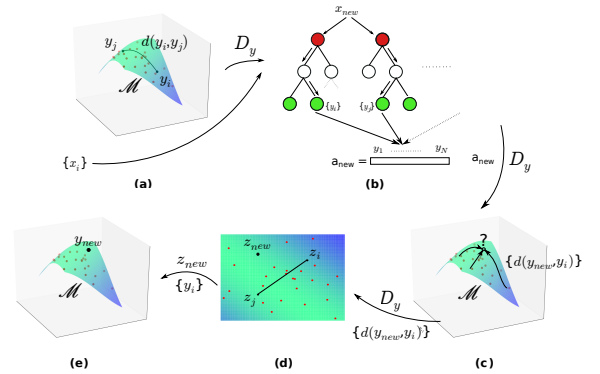 y_j d(y_i,y_j)
y_i
ℳ
D_y
{x_i}
(a)
x_new
{y_i} {y_j}
y_1 ........ y_N
a_new =
(b)
a_new D_y
?
{d(y_new,y_i)}
ℳ
(c)
D_y
{d(y_new,y_i)}
z_new
z_i
z_j
(d)
z_new
{y_i}
y_new
ℳ
(e)